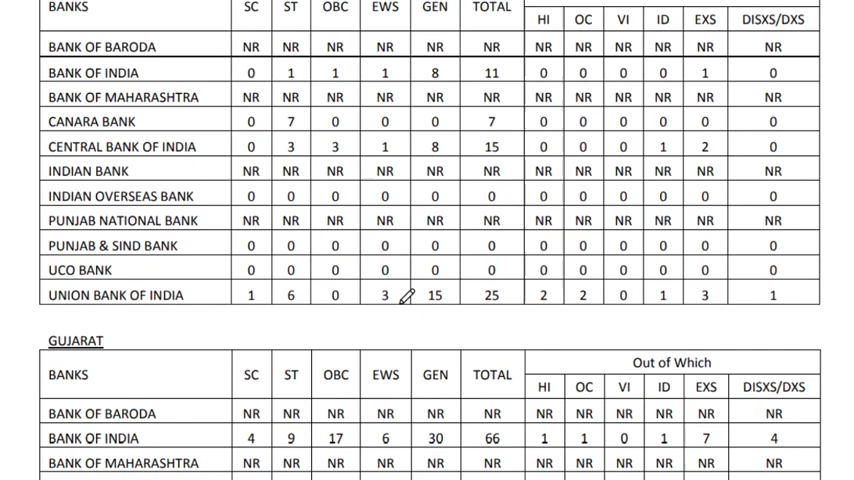 BANKS SC ST OBC EWS GEN TOTAL HI OC VI ID EXS DISXS/DXS
BANK OF BARODA NR NR NR NR NR NR NR NR NR NR NR NR
BANK OF INDIA 0 1 1 1 8 11 0 0 0 0 1 0
BANK OF MAHARASHTRA NR NR NR NR NR NR NR NR NR NR NR NR
CANARA BANK 0 7 0 0 0 7 0 0 0 0 0 0
CENTRAL BANK OF INDIA 0 3 3 1 8 15 0 0 0 1 2 0
INDIAN BANK NR NR NR NR NR NR NR NR NR NR NR NR
INDIAN OVERSEAS BANK 0 0 0 0 0 0 0 0 0 0 0 0
PUNJAB NATIONAL BANK NR NR NR NR NR NR NR NR NR NR NR NR
PUNJAB & SIND BANK 0 0 0 0 0 0 0 0 0 0 0 0
UCO BANK 0 0 0 0 0 0 0 0 0 0 0 0
UNION BANK OF INDIA 1 6 0 3 15 25 2 2 0 1 3 1
GUJARAT
Out of Which
BANKS SC ST OBC EWS GEN TOTAL
HI OC VI ID EXS DISXS/DXS
BANK OF BARODA NR NR NR NR NR NR NR NR NR NR NR NR
BANK OF INDIA 4 9 17 6 30 66 1 1 0 1 7 4
BANK OF MAHARASHTRA NR NR NR NR NR NR NR NR NR NR NR NR